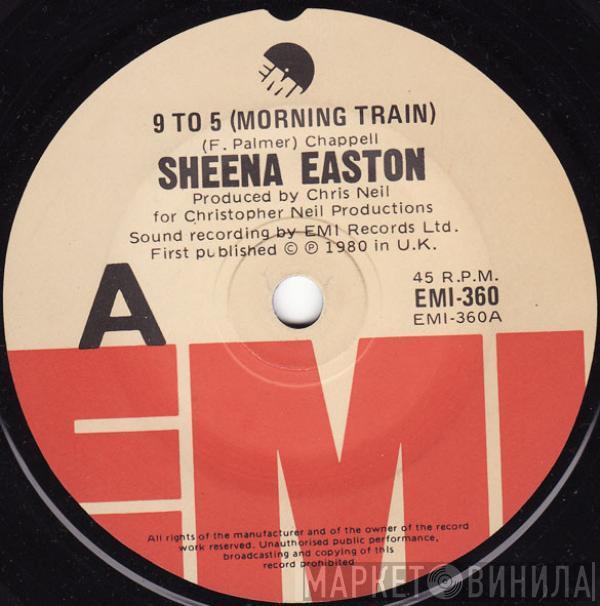 EMI
9 TO 5 (MORNING TRAIN)
(F. Palmer) Chappell
SHEENA EASTON
Produced by Chris Neil
for Christopher Neil Productions
Sound recording by EMI Records Ltd.
First published © ℗ 1980 in U.K.
A
45 R.P.M.
EMI-360
EMI-360A
EMI
All rights of the manufacturer and of the owner of the record
work reserved. Unauthorised public performance,
broadcasting and copying of this
record prohibited
МАРКЕТ ВИНИЛА